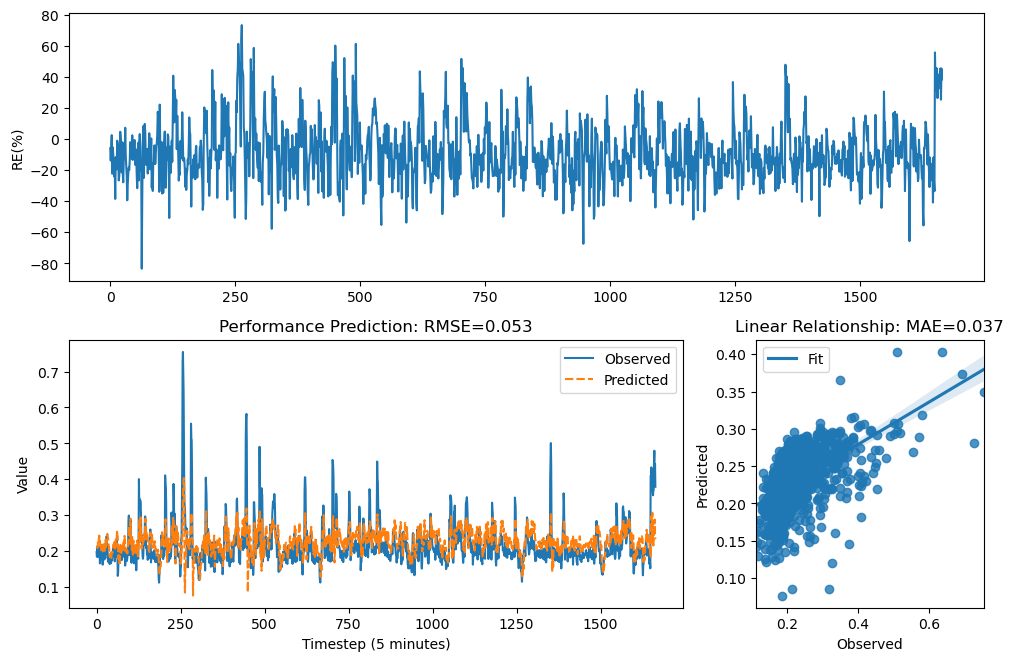 80
60
40
20
0
−20
−40
−60
−80
RE(%)
0 250 500 750 1000 1250 1500
Performance Prediction: RMSE=0.053
0.7
0.6
0.5
0.4
0.3
0.2
0.1
Value
Observed
Predicted
0 250 500 750 1000 1250 1500
Timestep (5 minutes)
Linear Relationship: MAE=0.037
0.40
0.35
0.30
0.25
0.20
0.15
0.10
Predicted
Fit
0.2 0.4 0.6
Observed